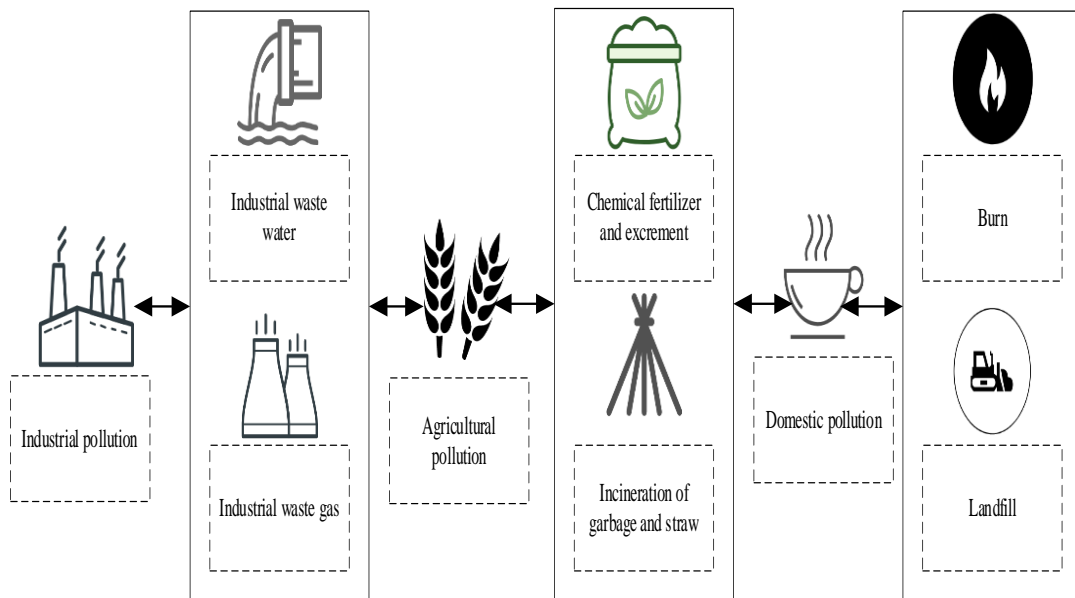 Industrial pollution
Industrial waste
water
Industrial waste gas
Agricultural
pollution
Chemical fertilizer
and excrement
Incineration of
garbage and straw
Domestic pollution
Burn
Landfill